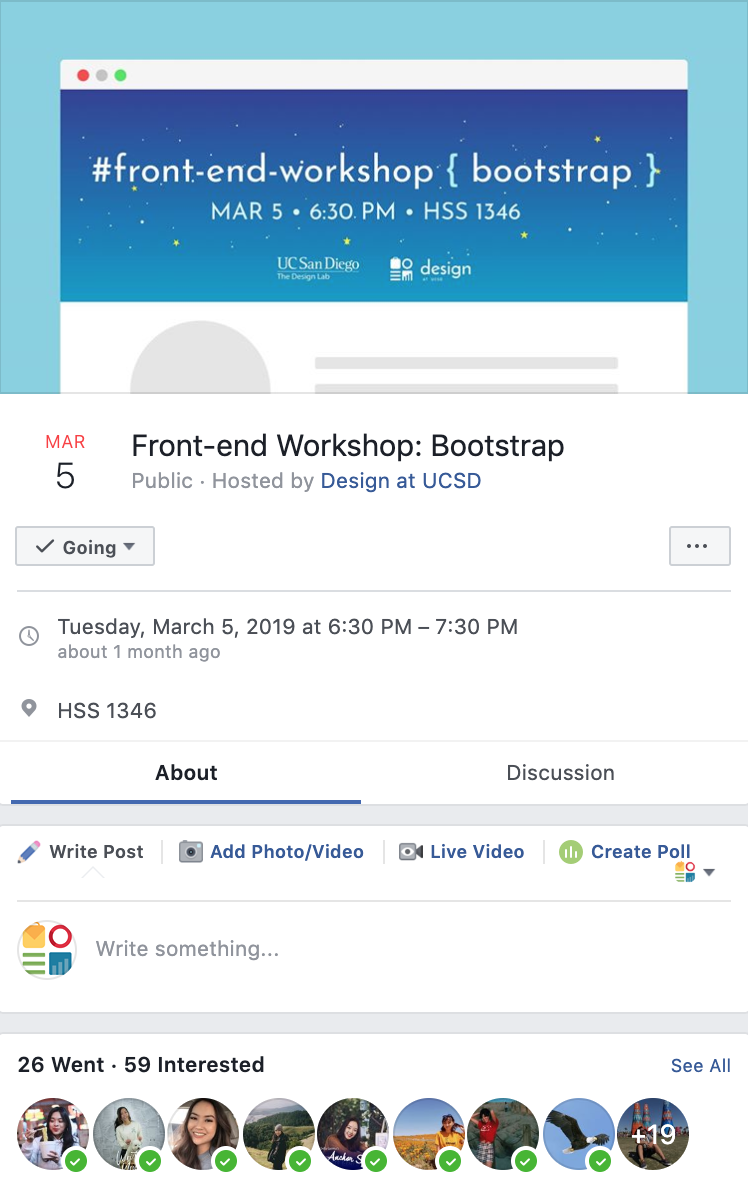 #front-end-workshop { bootstrap }
MAR 5 • 6:30 PM • HSS 1346
UC San Diego
The Design Lab
design
AT UCSD
MAR
5
Front-end Workshop: Bootstrap
Public · Hosted by Design at UCSD
Going
...
Tuesday, March 5, 2019 at 6:30 PM – 7:30 PM
about 1 month ago
HSS 1346
About
Discussion
Write Post
Add Photo/Video
Live Video
Create Poll
Write something...
26 Went · 59 Interested
See All
+19